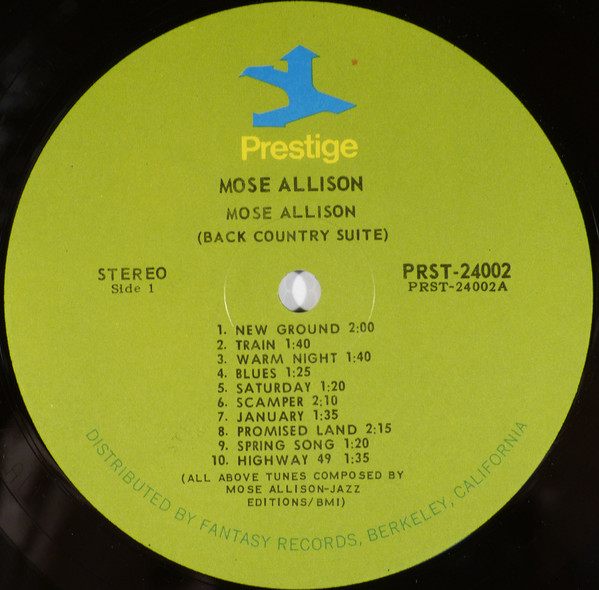 Prestige
MOSE ALLISON
MOSE ALLISON
(BACK COUNTRY SUITE)
STEREO
Side 1
PRST-24002
PRST-24002A
1. NEW GROUND 2:00
2. TRAIN 1:40
3. WARM NIGHT 1:40
4. BLUES 1:25
5. SATURDAY 1:20
6. SCAMPER 2:10
7. JANUARY 1:35
8. PROMISED LAND 2:15
9. SPRING SONG 1:20
10. HIGHWAY 49 1:35
(ALL ABOVE TUNES COMPOSED BY
MOSE ALLISON-JAZZ
EDITIONS/BMI)
DISTRIBUTED BY FANTASY RECORDS, BERKELEY, CALIFORNIA